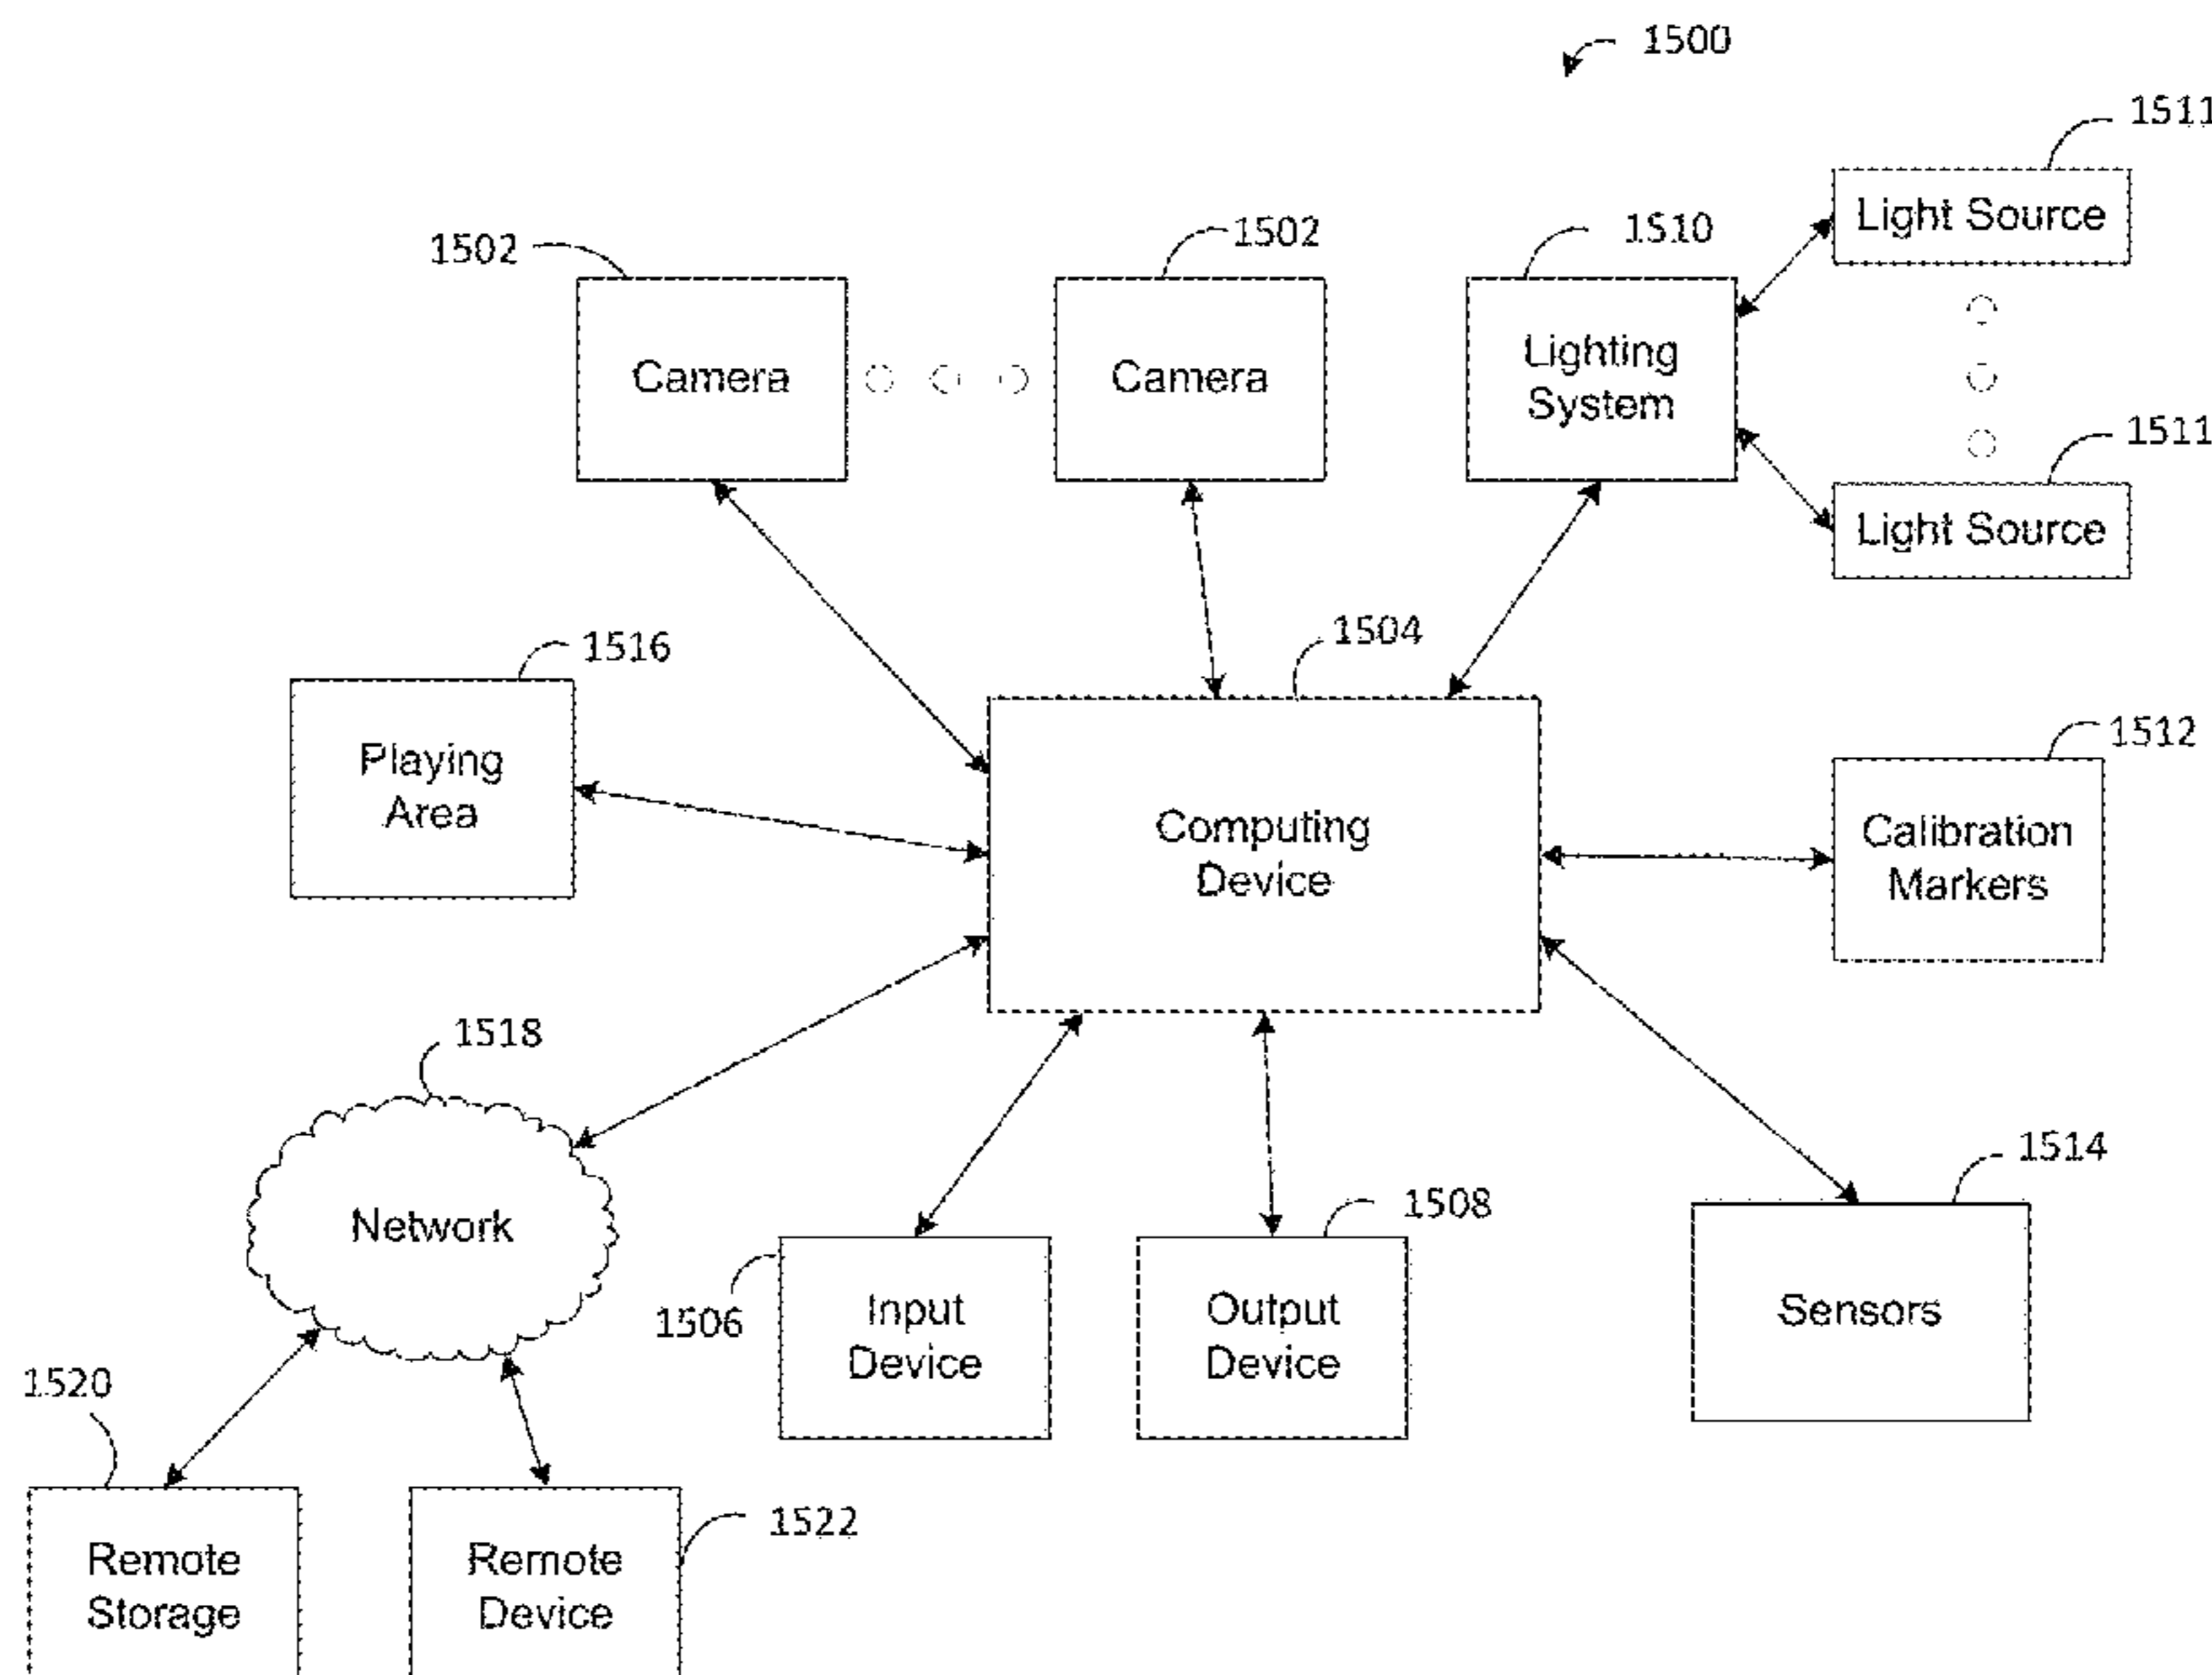 1500
1511
Light Source
1502
1502
1510
Camera
Camera
Lighting
System
1511
Light Source
1516
1504
Playing
Area
1512
Computing
Device
Calibration
Markers
1518
Network
1514
1506
Input
Device
1508
Output
Device
Sensors
1520
Remote
Storage
1522
Remote
Device